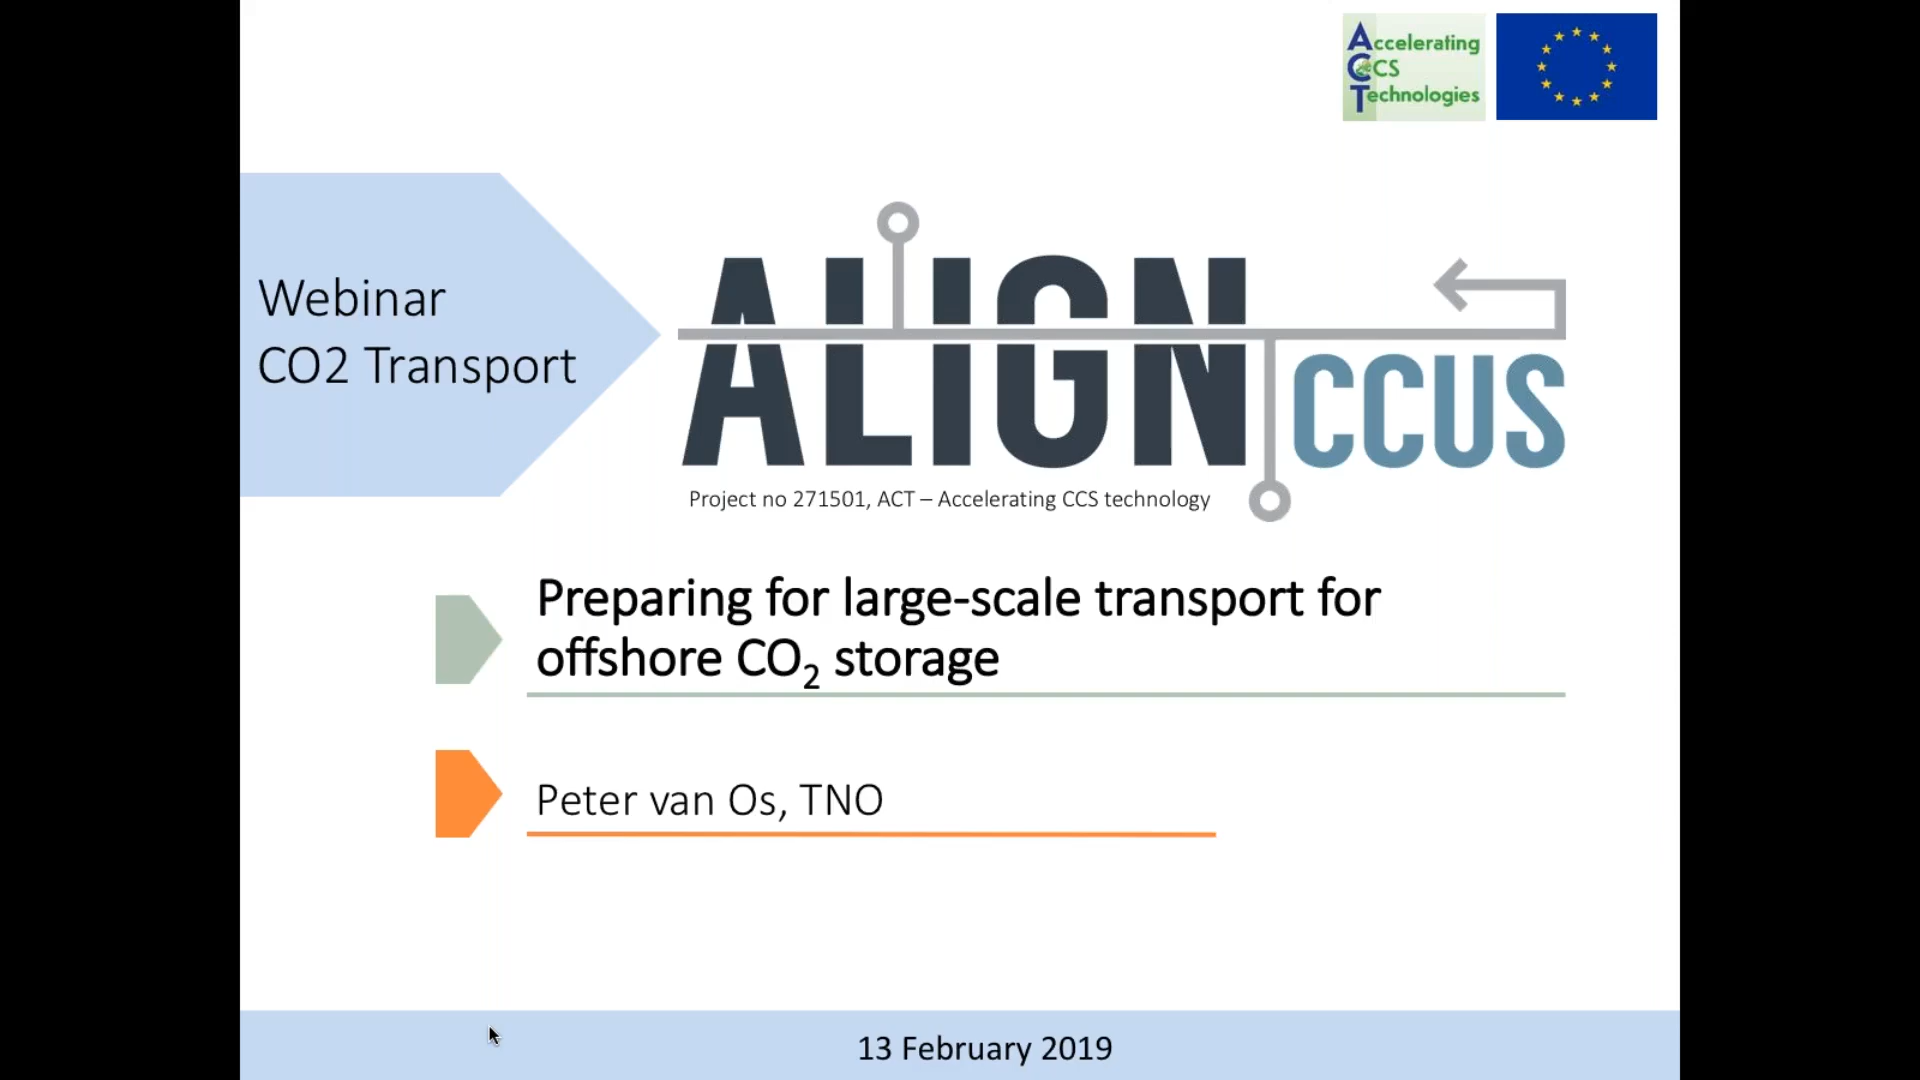 Accelerating
CCS
Technologies
Webinar
CO2 Transport
ALIGN
CCUS
Project no 271501, ACT – Accelerating CCS technology
Preparing for large-scale transport for
offshore CO₂ storage
Peter van Os, TNO
13 February 2019